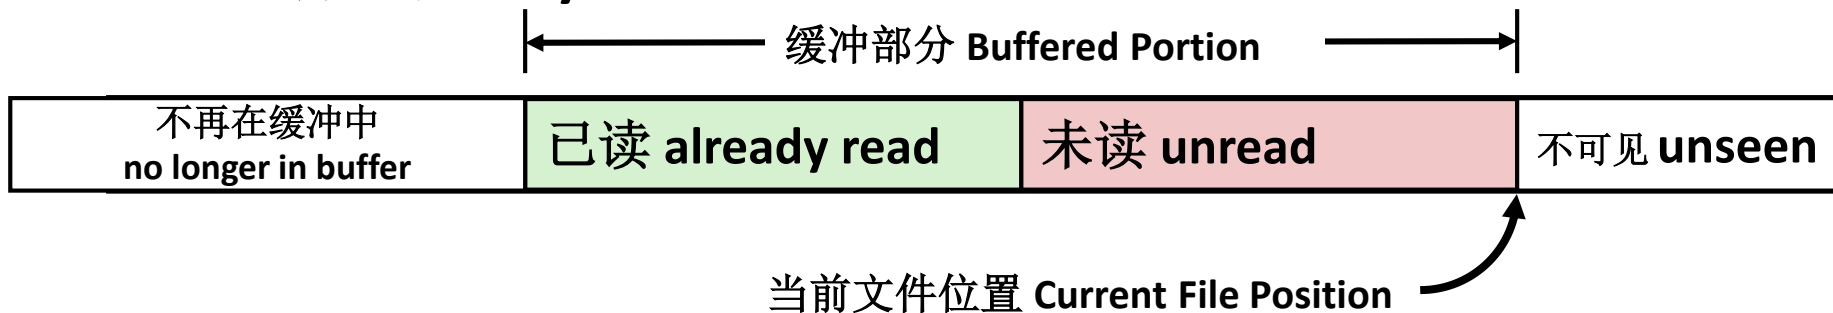 缓冲部分 Buffered Portion
不再在缓冲中
no longer in buffer
已读 already read
未读 unread
不可见 unseen
当前文件位置 Current File Position